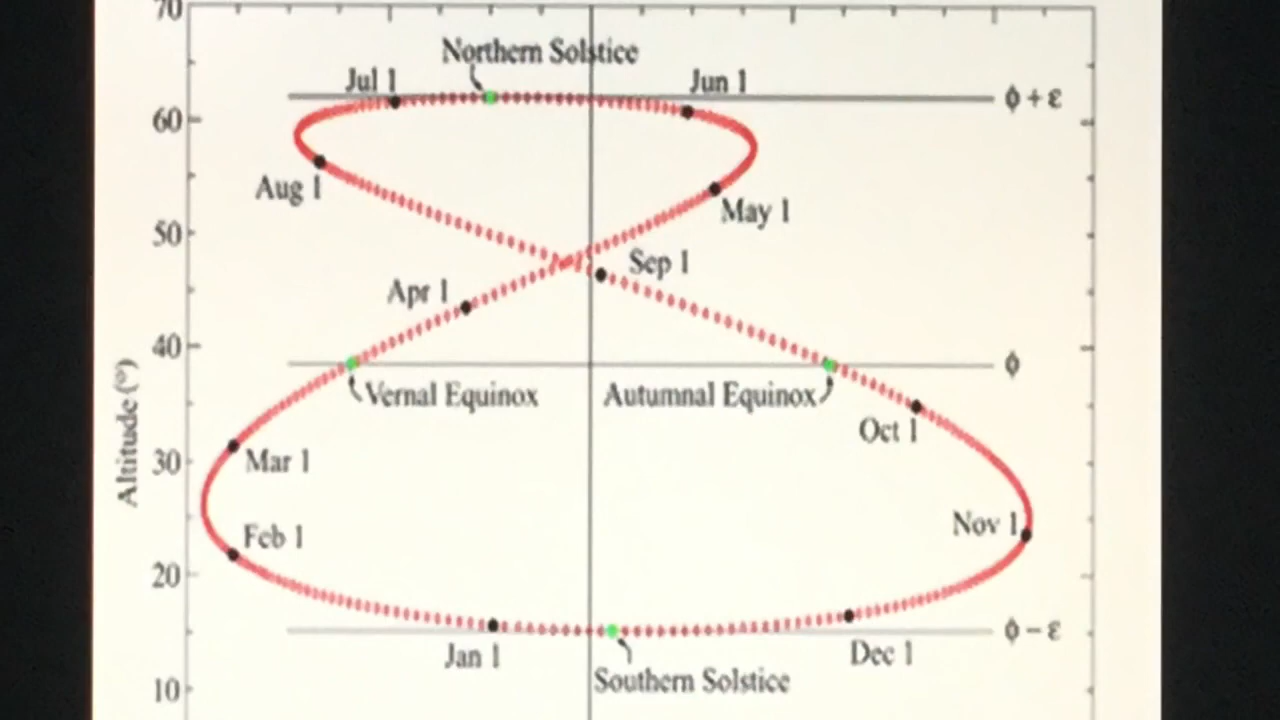 70
Northern Solstice
Jul 1
Jun 1
ϕ + ε
60
Aug 1
May 1
50
Sep 1
Apr 1
40
ϕ
Vernal Equinox
Autumnal Equinox
Oct 1
Altitude (°)
30
Mar 1
Nov 1
Feb 1
20
ϕ − ε
Jan 1
Dec 1
Southern Solstice
10